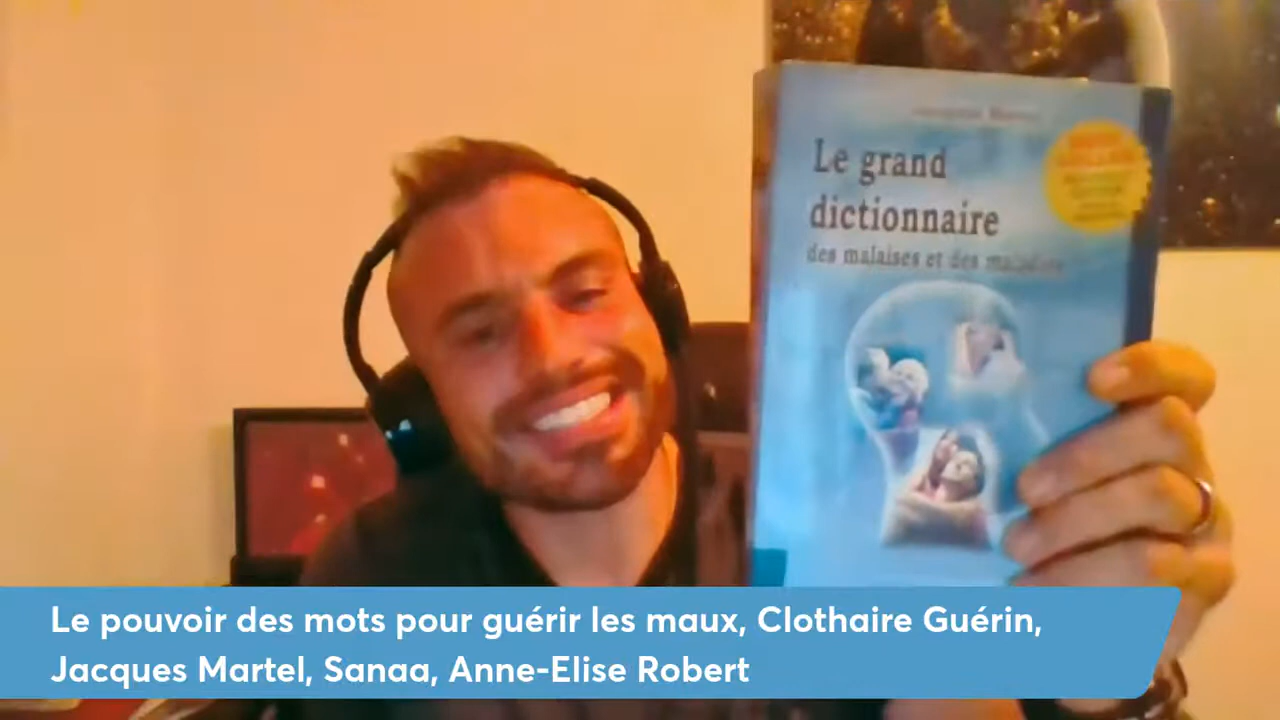 Le grand
dictionnaire
des malaises et des maladies
Le pouvoir des mots pour guérir les maux, Clothaire Guérin,
Jacques Martel, Sanaa, Anne-Elise Robert